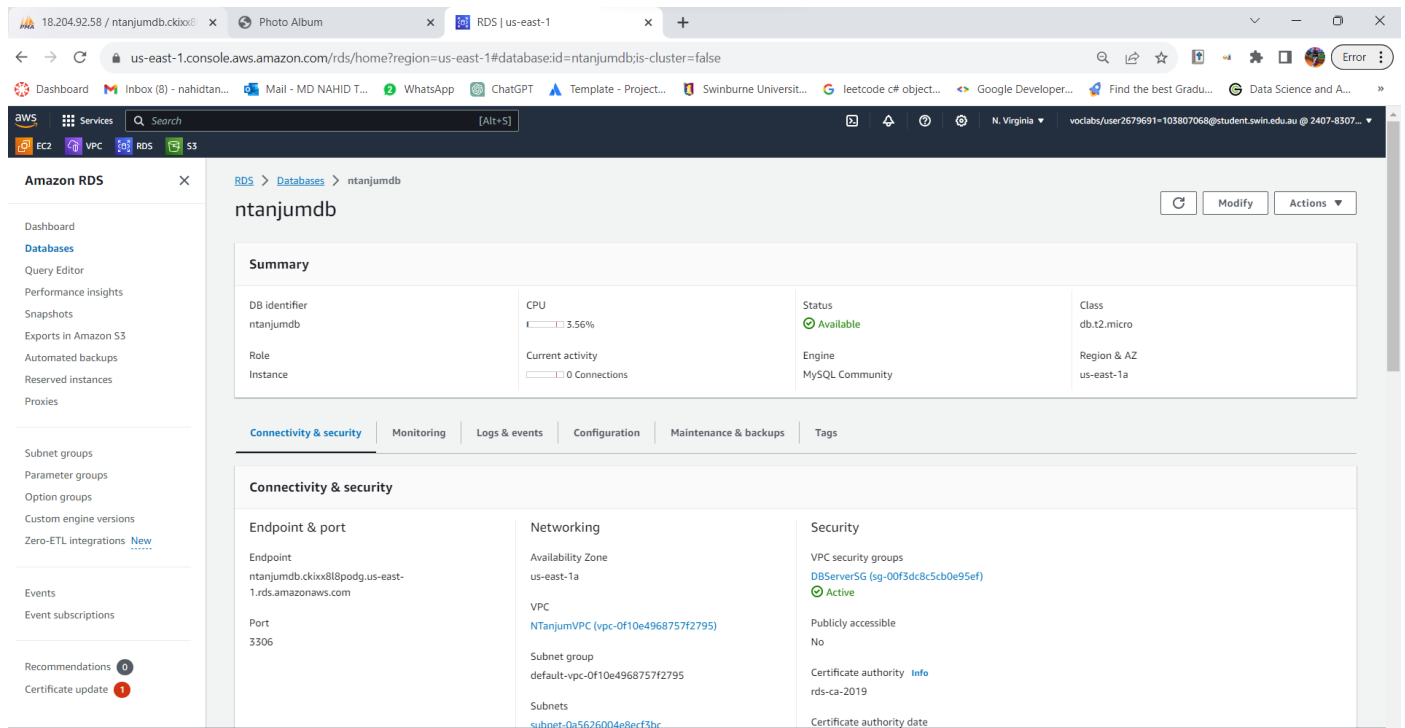 18.204.92.58 / ntanjumdb.ckixx8
Photo Album
RDS | us-east-1
us-east-1.console.aws.amazon.com/rds/home?region=us-east-1#database:id=ntanjumdb;is-cluster=false
Error
Dashboard
Inbox (8) - nahidtan...
Mail - MD NAHID T...
WhatsApp
ChatGPT
Template - Project...
Swinburne Universit...
leetcode c# object...
Google Developer...
Find the best Gradu...
Data Science and A...
»
aws
Services
Search
[Alt+S]
N. Virginia
voclabs/user2679691=103807068@student.swin.edu.au @ 2407-8307...
EC2
VPC
RDS
S3
Amazon RDS
Dashboard
Databases
Query Editor
Performance insights
Snapshots
Exports in Amazon S3
Automated backups
Reserved instances
Proxies
Subnet groups
Parameter groups
Option groups
Custom engine versions
Zero-ETL integrations New
Events
Event subscriptions
Recommendations 0
Certificate update 1
RDS > Databases > ntanjumdb
ntanjumdb
Modify
Actions
Summary
DB identifier
ntanjumdb
CPU
3.56%
Status
Available
Class
db.t2.micro
Role
Instance
Current activity
0 Connections
Engine
MySQL Community
Region & AZ
us-east-1a
Connectivity & security
Monitoring
Logs & events
Configuration
Maintenance & backups
Tags
Connectivity & security
Endpoint & port
Endpoint
ntanjumdb.ckixx8l8podg.us-east-
1.rds.amazonaws.com
Port
3306
Networking
Availability Zone
us-east-1a
VPC
NTanjumVPC (vpc-0f10e4968757f2795)
Subnet group
default-vpc-0f10e4968757f2795
Subnets
subnet-0a5626004e8ecf3bc
Security
VPC security groups
DBServerSG (sg-00f3dc8c5cb0e95ef)
Active
Publicly accessible
No
Certificate authority Info
rds-ca-2019
Certificate authority date